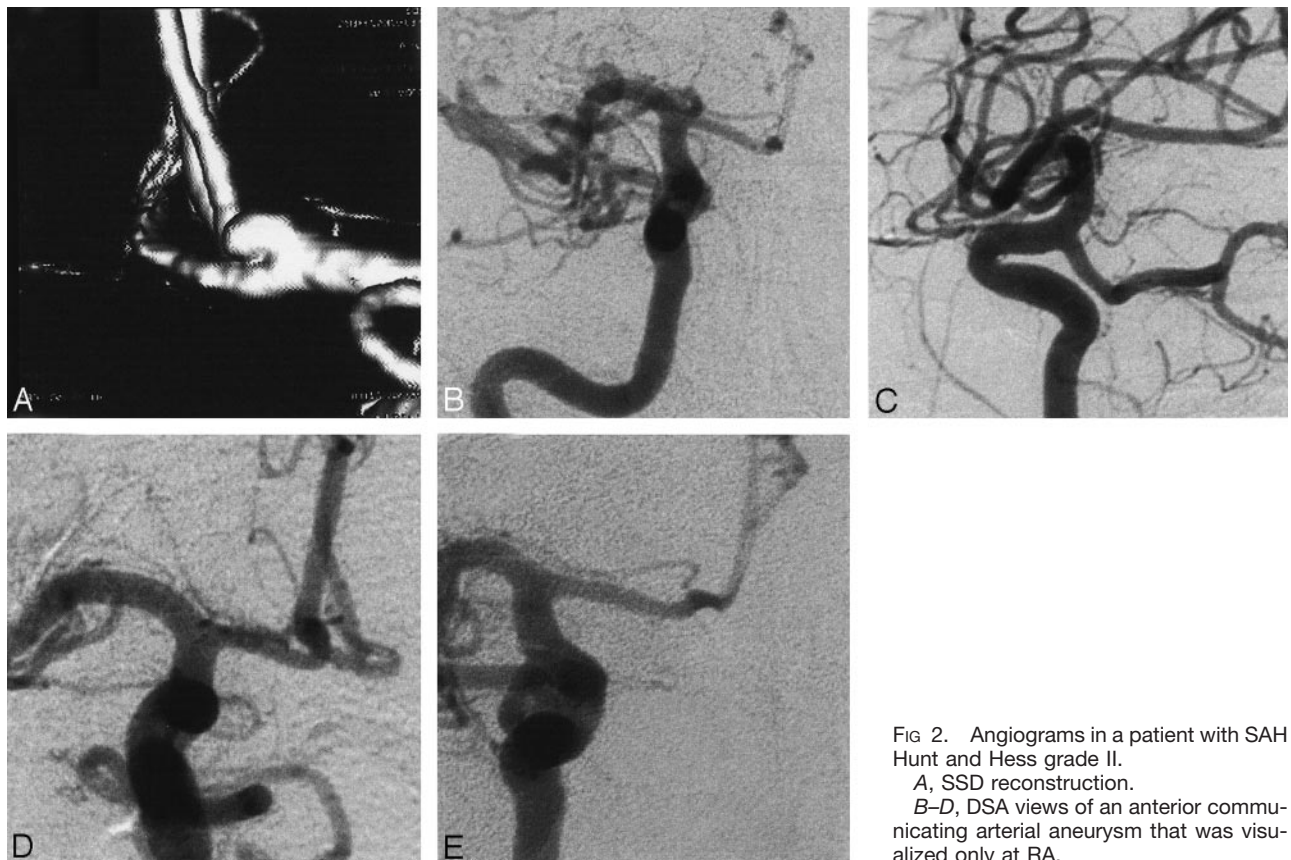 A
B
C
D
E
FIG 2. Angiograms in a patient with SAH
Hunt and Hess grade II.
A, SSD reconstruction.
B–D, DSA views of an anterior commu-
nicating arterial aneurysm that was visu-
alized only at RA.